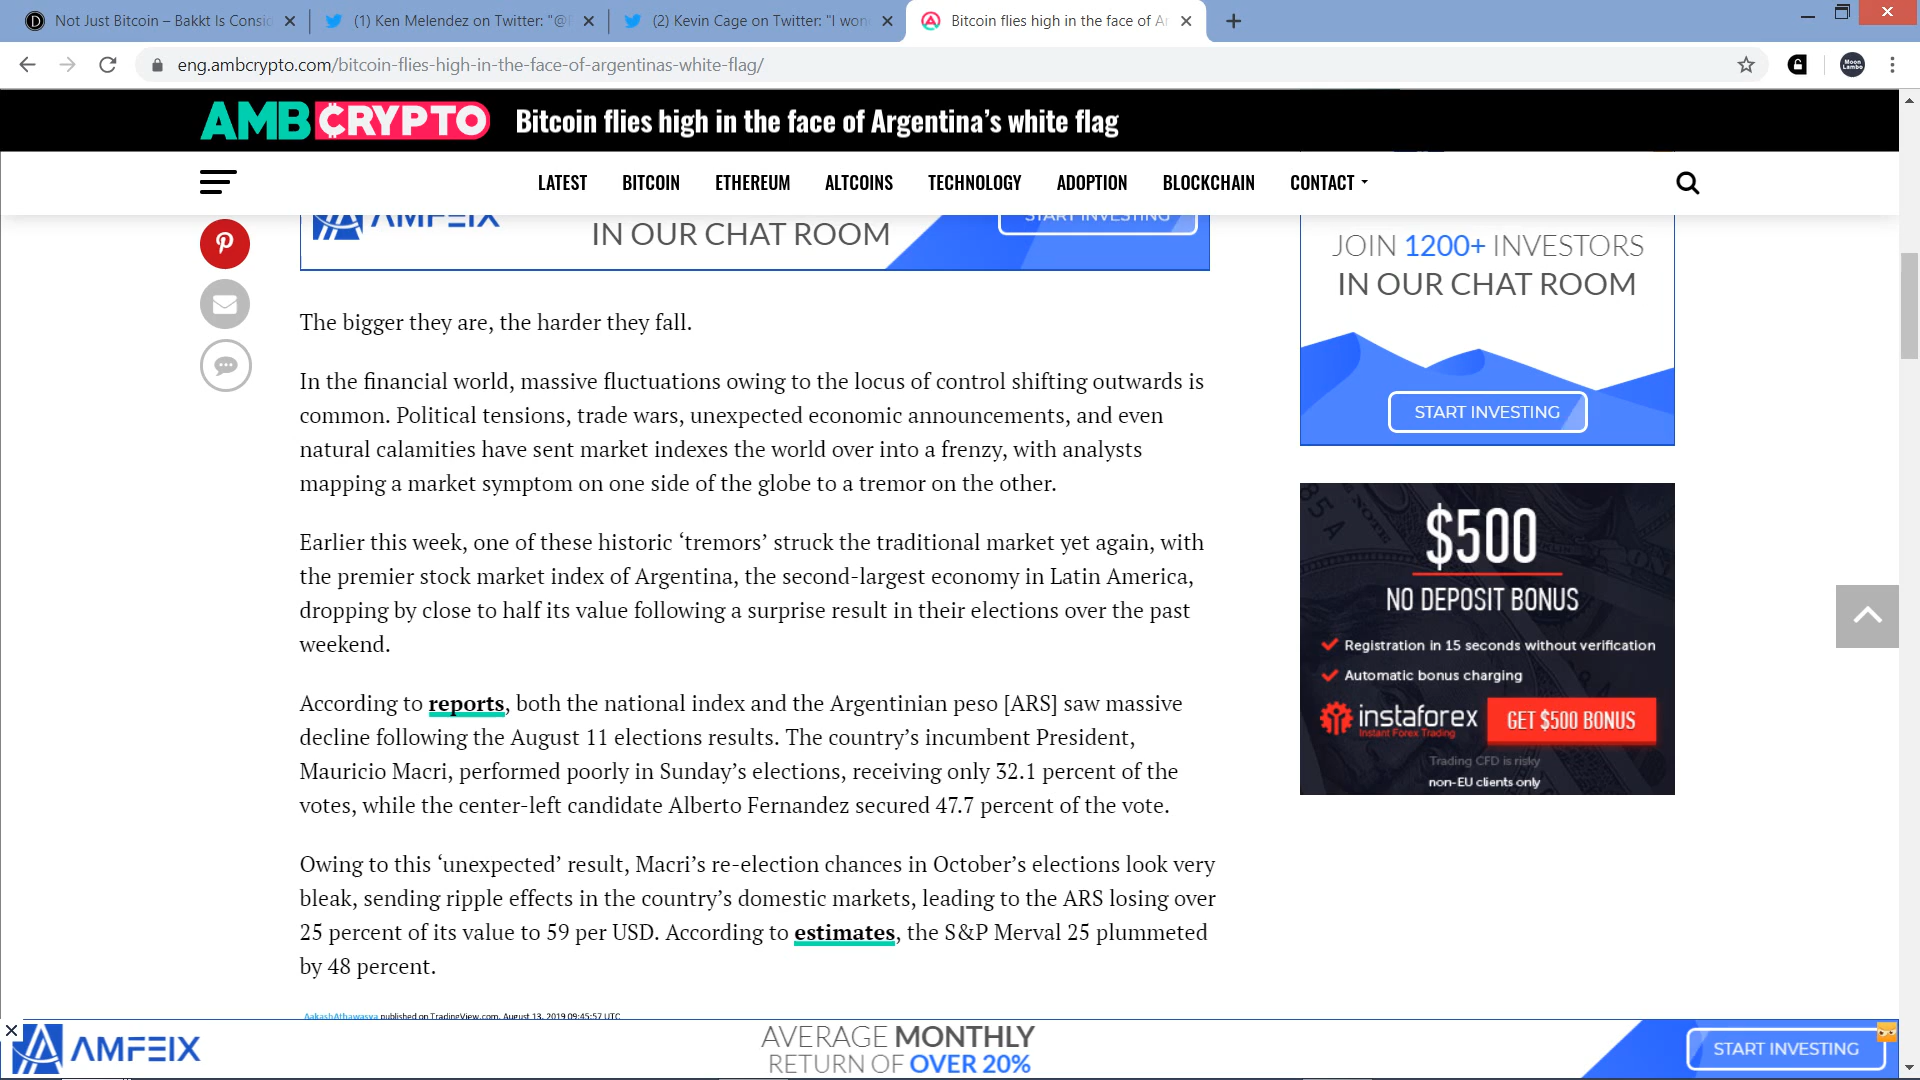 Not Just Bitcoin – Bakkt Is Consid
(1) Ken Melendez on Twitter: "@
(2) Kevin Cage on Twitter: "I won
Bitcoin flies high in the face of Ar
eng.ambcrypto.com/bitcoin-flies-high-in-the-face-of-argentinas-white-flag/
Moon Lambo
AMBCRYPTO Bitcoin flies high in the face of Argentina’s white flag
LATEST BITCOIN ETHEREUM ALTCOINS TECHNOLOGY ADOPTION BLOCKCHAIN CONTACT
AMFEIX
START INVESTING
IN OUR CHAT ROOM
JOIN 1200+ INVESTORS
IN OUR CHAT ROOM
START INVESTING
The bigger they are, the harder they fall.
In the financial world, massive fluctuations owing to the locus of control shifting outwards is
common. Political tensions, trade wars, unexpected economic announcements, and even
natural calamities have sent market indexes the world over into a frenzy, with analysts
mapping a market symptom on one side of the globe to a tremor on the other.
Earlier this week, one of these historic ‘tremors’ struck the traditional market yet again, with
the premier stock market index of Argentina, the second-largest economy in Latin America,
dropping by close to half its value following a surprise result in their elections over the past
weekend.
According to reports, both the national index and the Argentinian peso [ARS] saw massive
decline following the August 11 elections results. The country’s incumbent President,
Mauricio Macri, performed poorly in Sunday’s elections, receiving only 32.1 percent of the
votes, while the center-left candidate Alberto Fernandez secured 47.7 percent of the vote.
Owing to this ‘unexpected’ result, Macri’s re-election chances in October’s elections look very
bleak, sending ripple effects in the country’s domestic markets, leading to the ARS losing over
25 percent of its value to 59 per USD. According to estimates, the S&P Merval 25 plummeted
by 48 percent.
AakashAthawasya published on TradingView.com, August 13, 2019 09:45:57 UTC
$500
NO DEPOSIT BONUS
Registration in 15 seconds without verification
Automatic bonus charging
instaforex
Instant Forex Trading
GET $500 BONUS
Trading CFD is risky
non-EU clients only
AMFEIX
AVERAGE MONTHLY
RETURN OF OVER 20%
START INVESTING